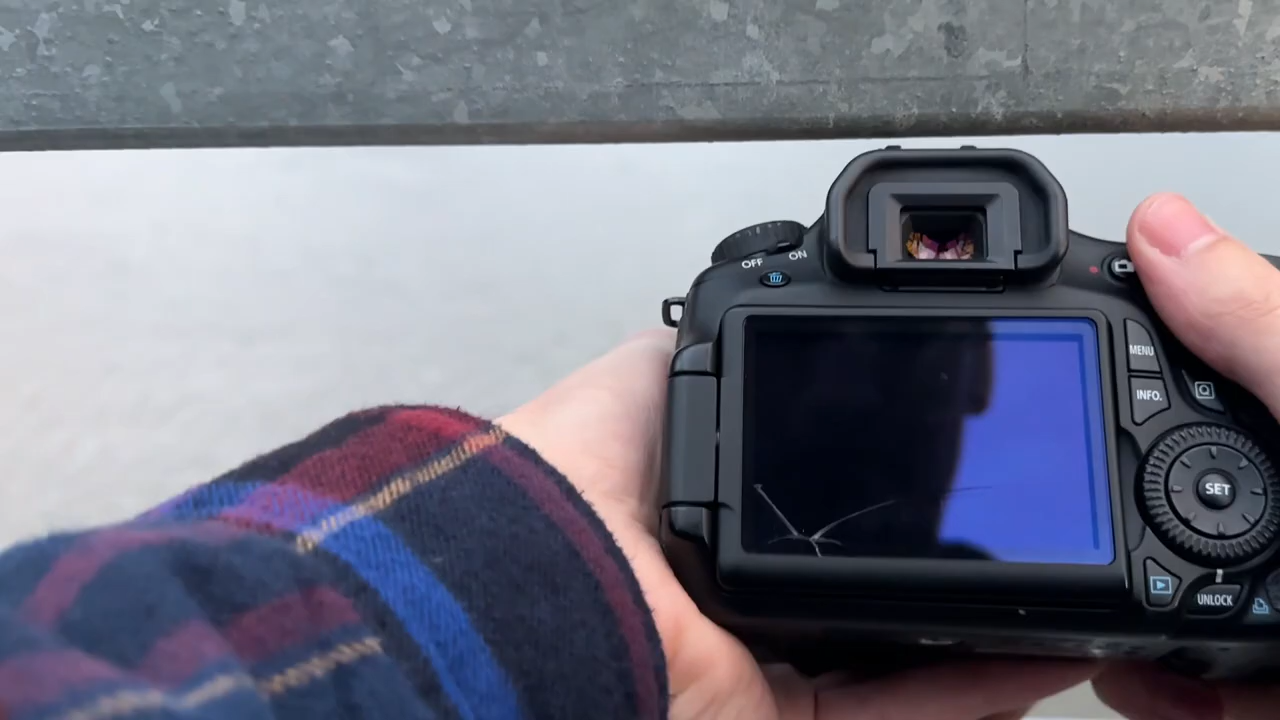 OFF ON
MENU
INFO.
Q
SET
UNLOCK